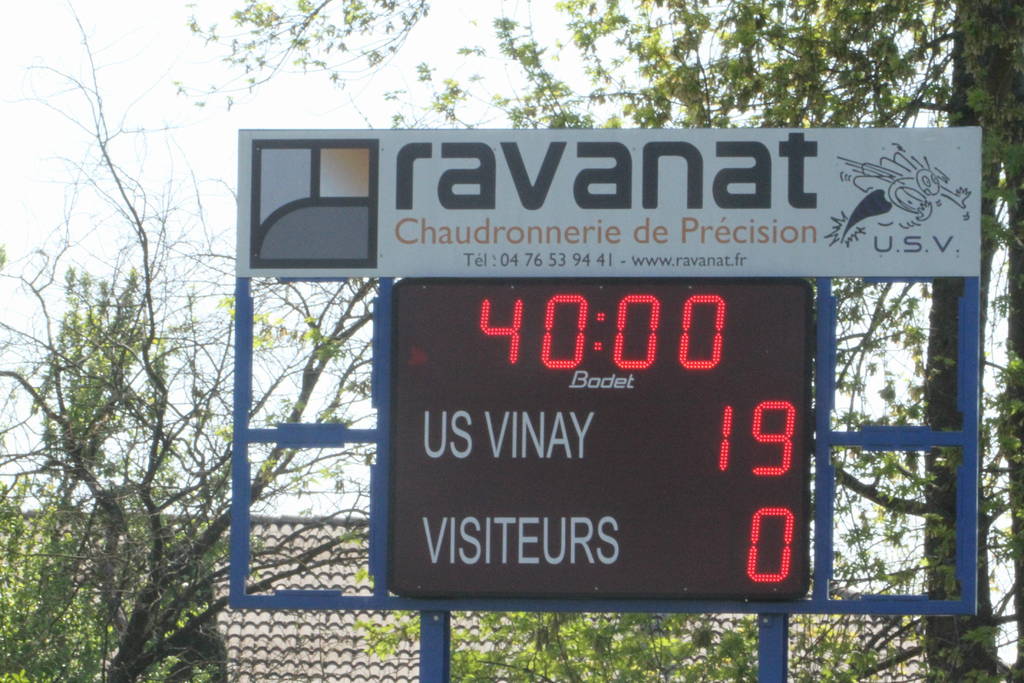 ravanat
Chaudronnerie de Précision
Tél : 04 76 53 94 41 - www.ravanat.fr
U.S.V.
40:00
Bodet
US VINAY 19
VISITEURS 0